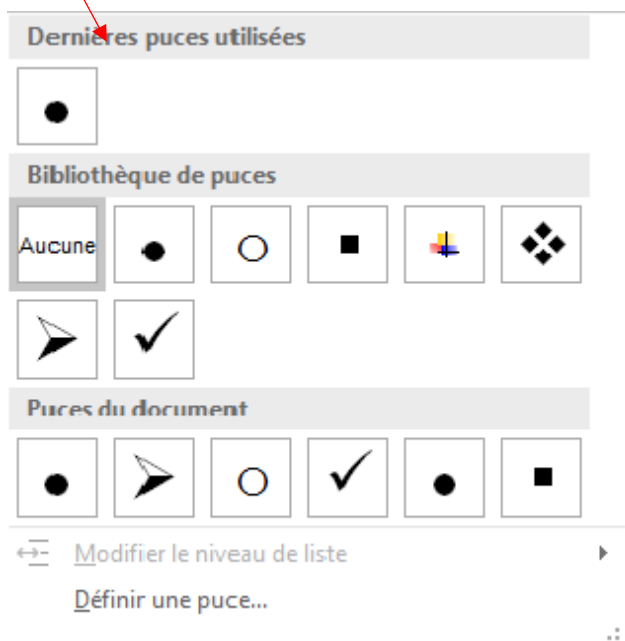 Dernières puces utilisées
Bibliothèque de puces
Aucune
Puces du document
Modifier le niveau de liste
Définir une puce...